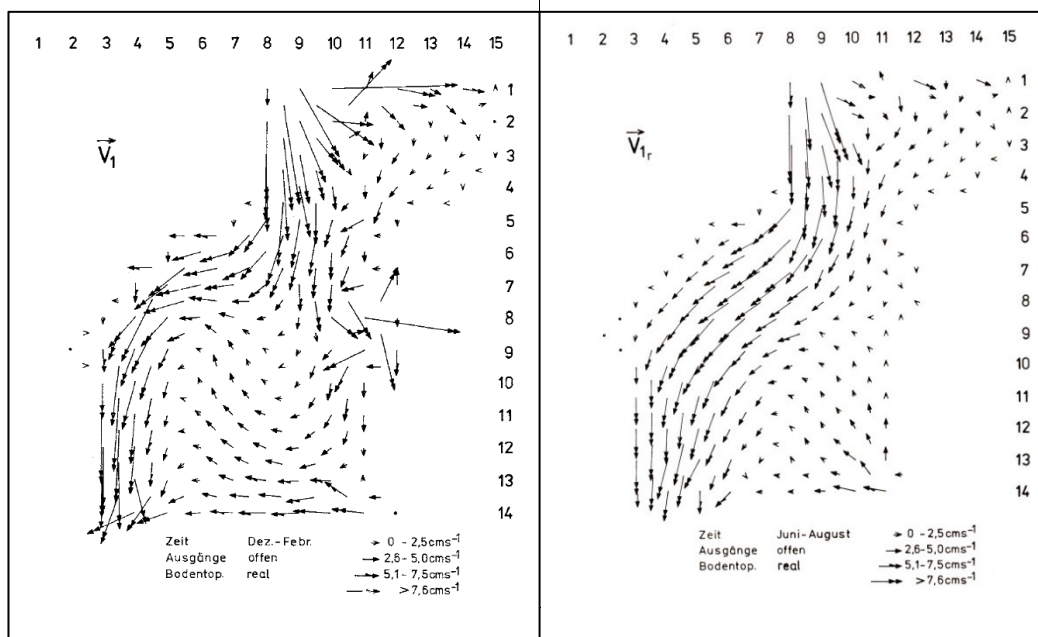 1 2 3 4 5 6 7 8 9 10 11 12 13 14 15
1
2
3
4
5
6
7
8
9
10
11
12
13
14
V₁
Zeit Dez.-Febr.
Ausgänge offen
Bodentop. real
0 - 2,5cms⁻¹
2,6-5,0cms⁻¹
5,1-7,5cms⁻¹
>7,6cms⁻¹
1 2 3 4 5 6 7 8 9 10 11 12 13 14 15
1
2
3
4
5
6
7
8
9
10
11
12
13
14
V₁ᵣ
Zeit Juni-August
Ausgänge offen
Bodentop. real
0 - 2,5cms⁻¹
2,6-5,0cms⁻¹
5,1-7,5cms⁻¹
>7,6cms⁻¹